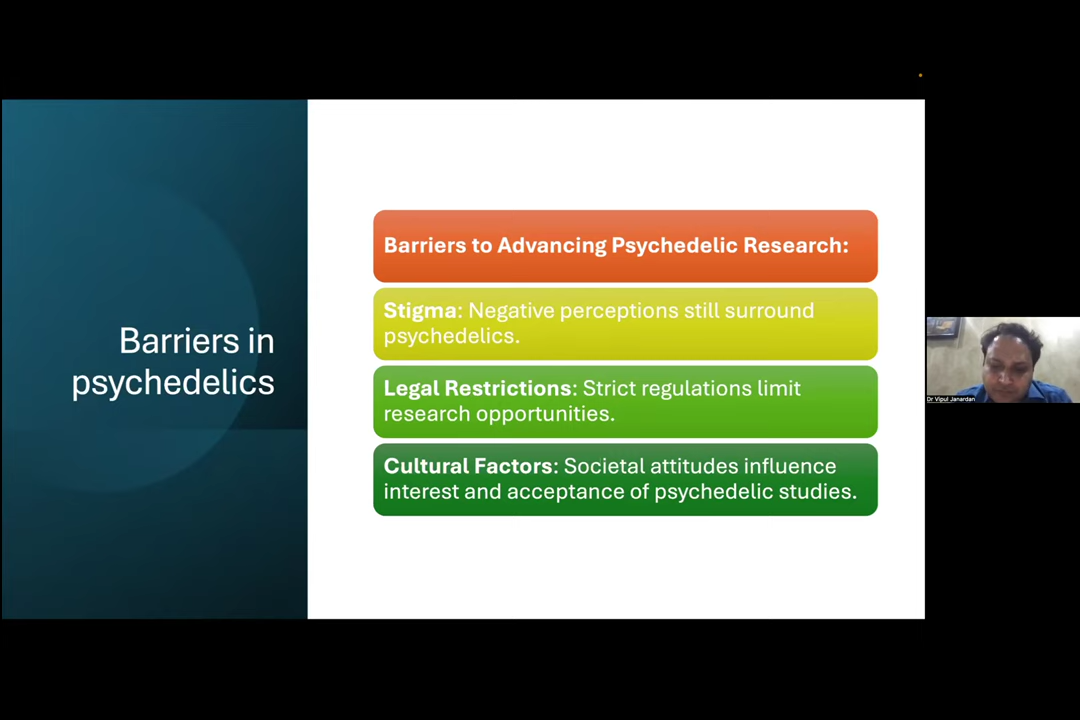 Barriers in
psychedelics
Barriers to Advancing Psychedelic Research:
Stigma: Negative perceptions still surround
psychedelics.
Legal Restrictions: Strict regulations limit
research opportunities.
Cultural Factors: Societal attitudes influence
interest and acceptance of psychedelic studies.
Dr Vipul Janardan